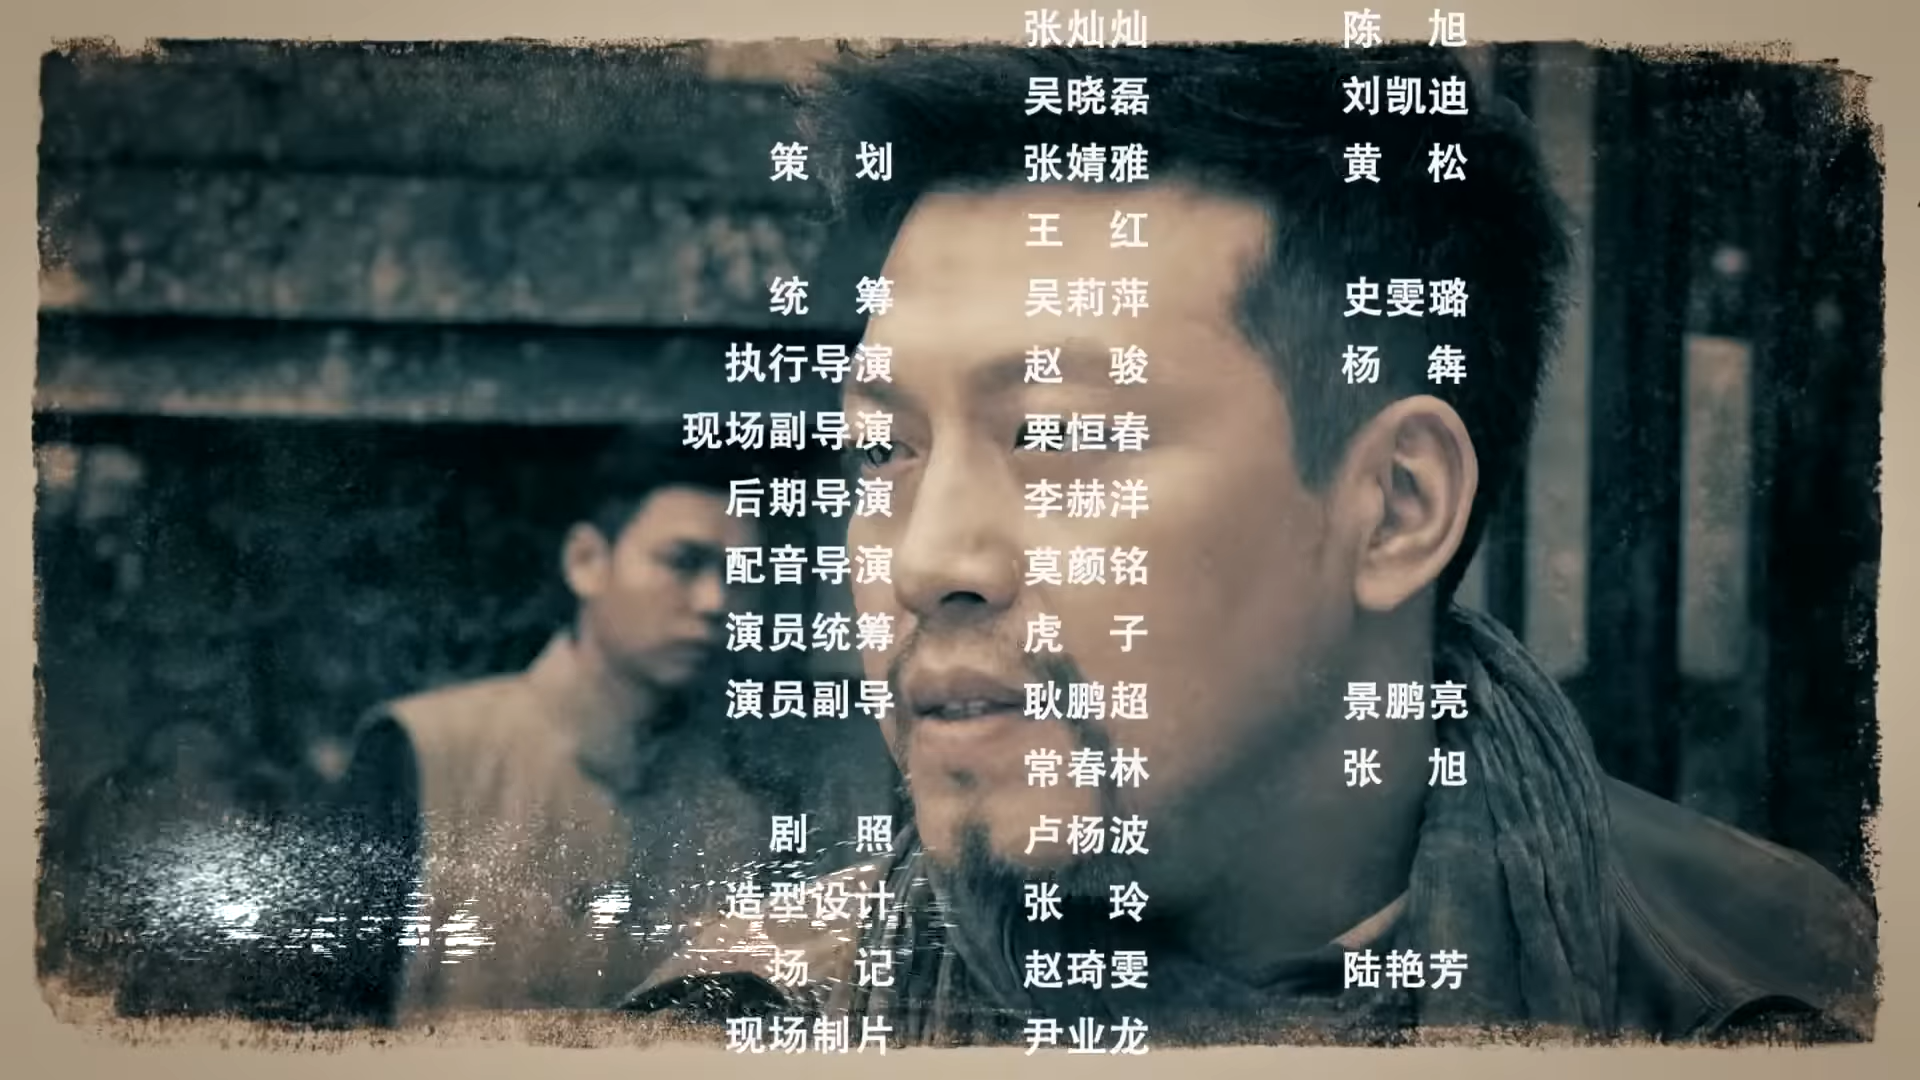 张灿灿 陈 旭
吴晓磊 刘凯迪
策 划 张婧雅 黄 松
王 红
统 筹 吴莉萍 史雯璐
执行导演 赵 骏 杨 犇
现场副导演 栗恒春
后期导演 李赫洋
配音导演 莫颜铭
演员统筹 虎 子
演员副导 耿鹏超 景鹏亮
常春林 张 旭
剧 照 卢杨波
造型设计 张 玲
场 记 赵琦雯 陆艳芳
现场制片 尹业龙